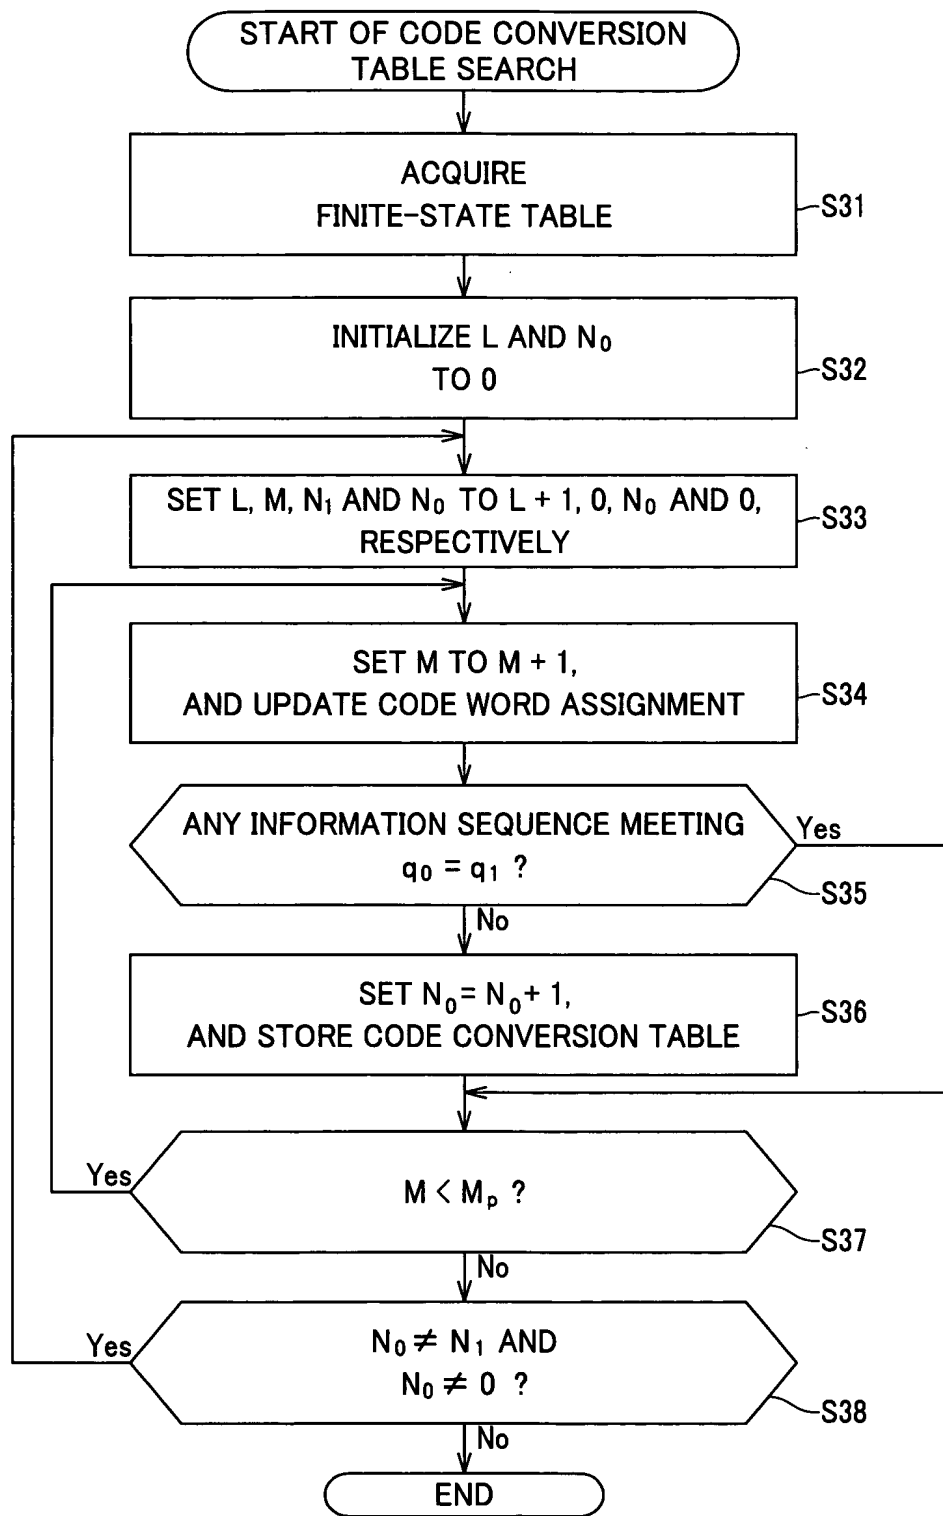 START OF CODE CONVERSION
TABLE SEARCH
ACQUIRE
FINITE-STATE TABLE
S31
INITIALIZE L AND N₀
TO 0
S32
SET L, M, N₁ AND N₀ TO L + 1, 0, N₀ AND 0,
RESPECTIVELY
S33
SET M TO M + 1,
AND UPDATE CODE WORD ASSIGNMENT
S34
ANY INFORMATION SEQUENCE MEETING
q₀ = q₁ ?
Yes
S35
No
SET N₀ = N₀ + 1,
AND STORE CODE CONVERSION TABLE
S36
Yes
M < Mₚ ?
S37
No
Yes
N₀ ≠ N₁ AND
N₀ ≠ 0 ?
S38
No
END